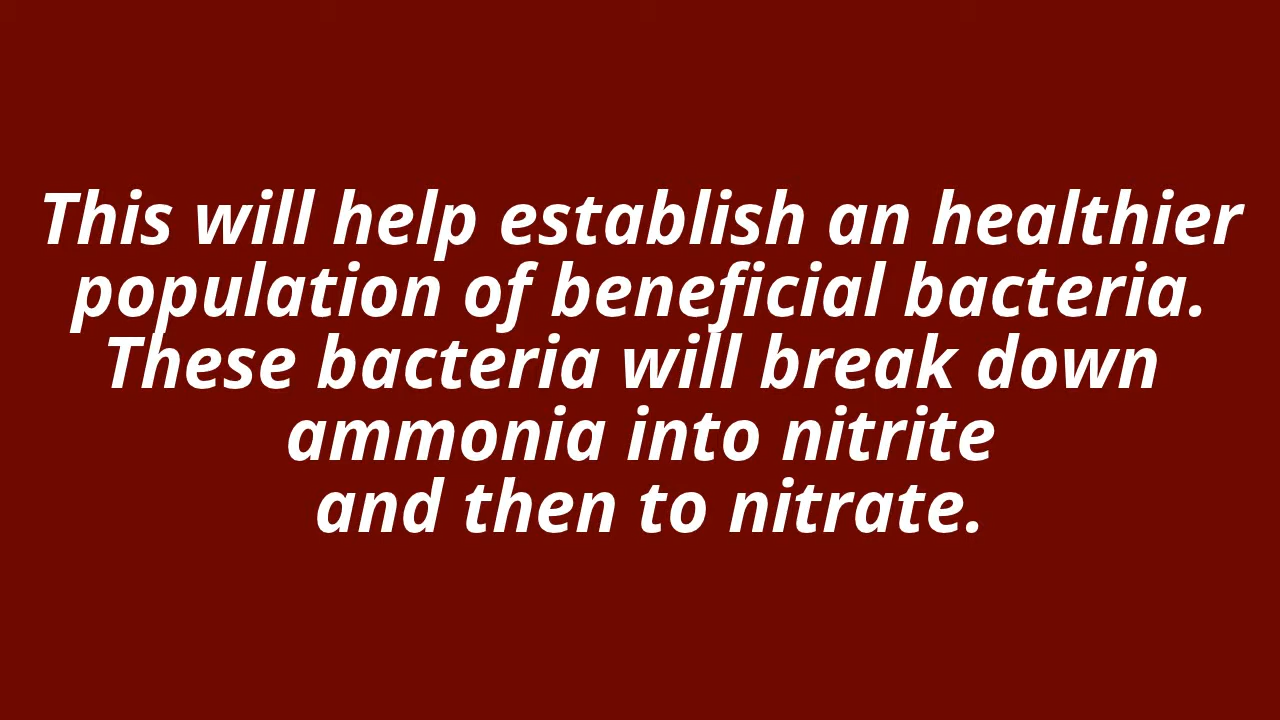 This will help establish an healthier
population of beneficial bacteria.
These bacteria will break down
ammonia into nitrite
and then to nitrate.